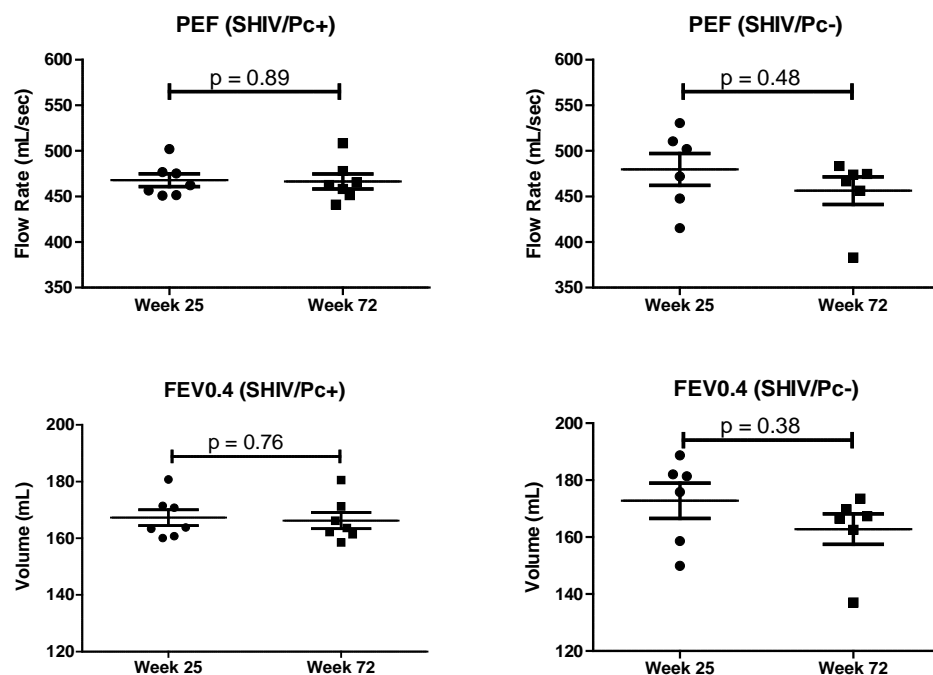 PEF (SHIV/Pc+)
600
550
500
450
400
350
Flow Rate (mL/sec)
p = 0.89
Week 25
Week 72
PEF (SHIV/Pc-)
600
550
500
450
400
350
Flow Rate (mL/sec)
p = 0.48
Week 25
Week 72
FEV0.4 (SHIV/Pc+)
200
180
160
140
120
Volume (mL)
p = 0.76
Week 25
Week 72
FEV0.4 (SHIV/Pc-)
200
180
160
140
120
Volume (mL)
p = 0.38
Week 25
Week 72